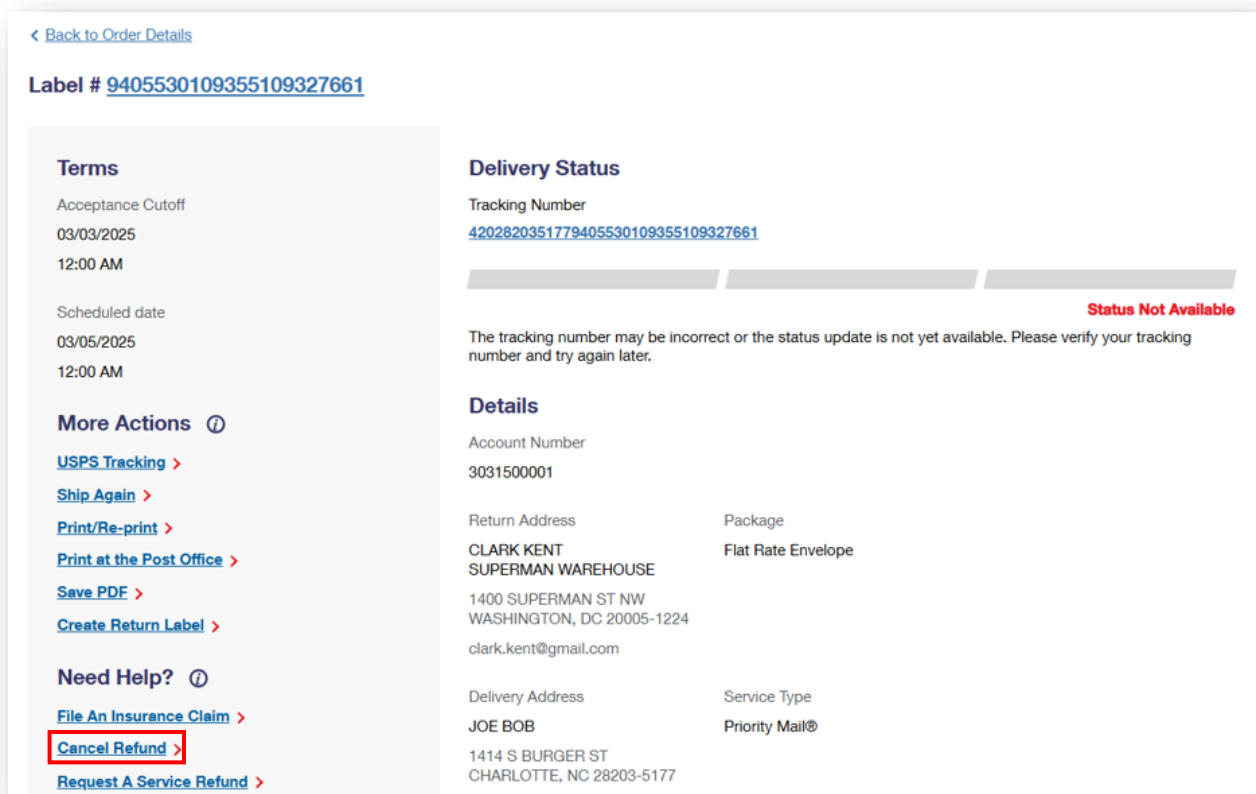 Back to Order Details
Label # 9405530109355109327661
Terms
Acceptance Cutoff
03/03/2025
12:00 AM
Scheduled date
03/05/2025
12:00 AM
More Actions
USPS Tracking
Ship Again
Print/Re-print
Print at the Post Office
Save PDF
Create Return Label
Need Help?
File An Insurance Claim
Cancel Refund
Request A Service Refund
Delivery Status
Tracking Number
4202820351779405530109355109327661
Status Not Available
The tracking number may be incorrect or the status update is not yet available. Please verify your tracking
number and try again later.
Details
Account Number
3031500001
Return Address
CLARK KENT
SUPERMAN WAREHOUSE
1400 SUPERMAN ST NW
WASHINGTON, DC 20005-1224
clark.kent@gmail.com
Package
Flat Rate Envelope
Delivery Address
JOE BOB
1414 S BURGER ST
CHARLOTTE, NC 28203-5177
Service Type
Priority Mail®